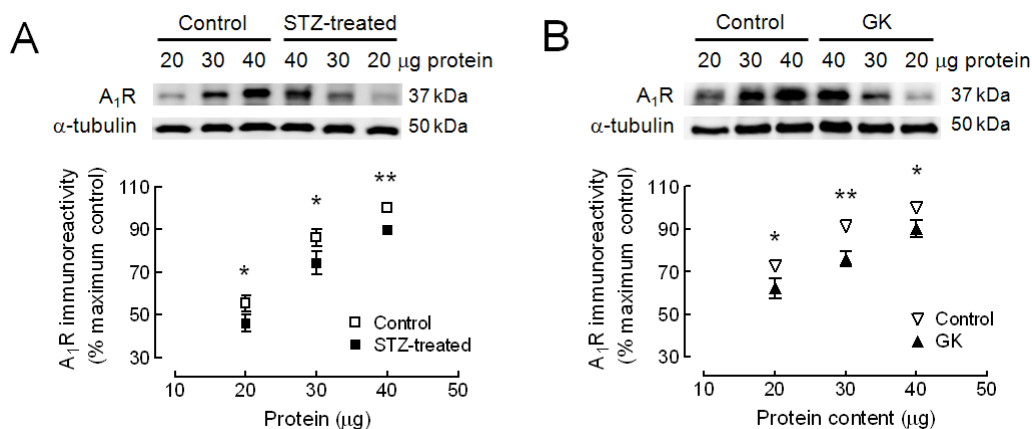 A
Control STZ-treated
20 30 40 40 30 20 μg protein
A₁R 37 kDa
α-tubulin 50 kDa
A₁R immunoreactivity
(% maximum control)
110
90
70
50
30
* * **
Control
STZ-treated
10 20 30 40 50
Protein (μg)
B
Control GK
20 30 40 40 30 20 μg protein
A₁R 37 kDa
α-tubulin 50 kDa
A₁R immunoreactivity
(% maximum control)
110
90
70
50
30
* ** *
Control
GK
10 20 30 40 50
Protein content (μg)